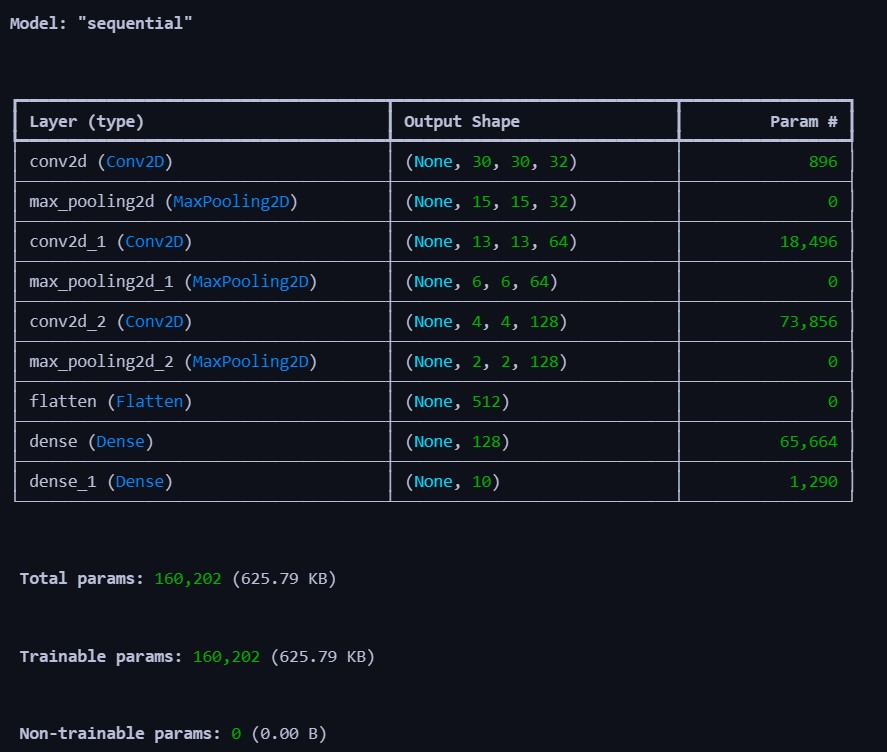 Model: "sequential"
Layer (type) Output Shape Param #
conv2d (Conv2D) (None, 30, 30, 32) 896
max_pooling2d (MaxPooling2D) (None, 15, 15, 32) 0
conv2d_1 (Conv2D) (None, 13, 13, 64) 18,496
max_pooling2d_1 (MaxPooling2D) (None, 6, 6, 64) 0
conv2d_2 (Conv2D) (None, 4, 4, 128) 73,856
max_pooling2d_2 (MaxPooling2D) (None, 2, 2, 128) 0
flatten (Flatten) (None, 512) 0
dense (Dense) (None, 128) 65,664
dense_1 (Dense) (None, 10) 1,290
Total params: 160,202 (625.79 KB)
Trainable params: 160,202 (625.79 KB)
Non-trainable params: 0 (0.00 B)